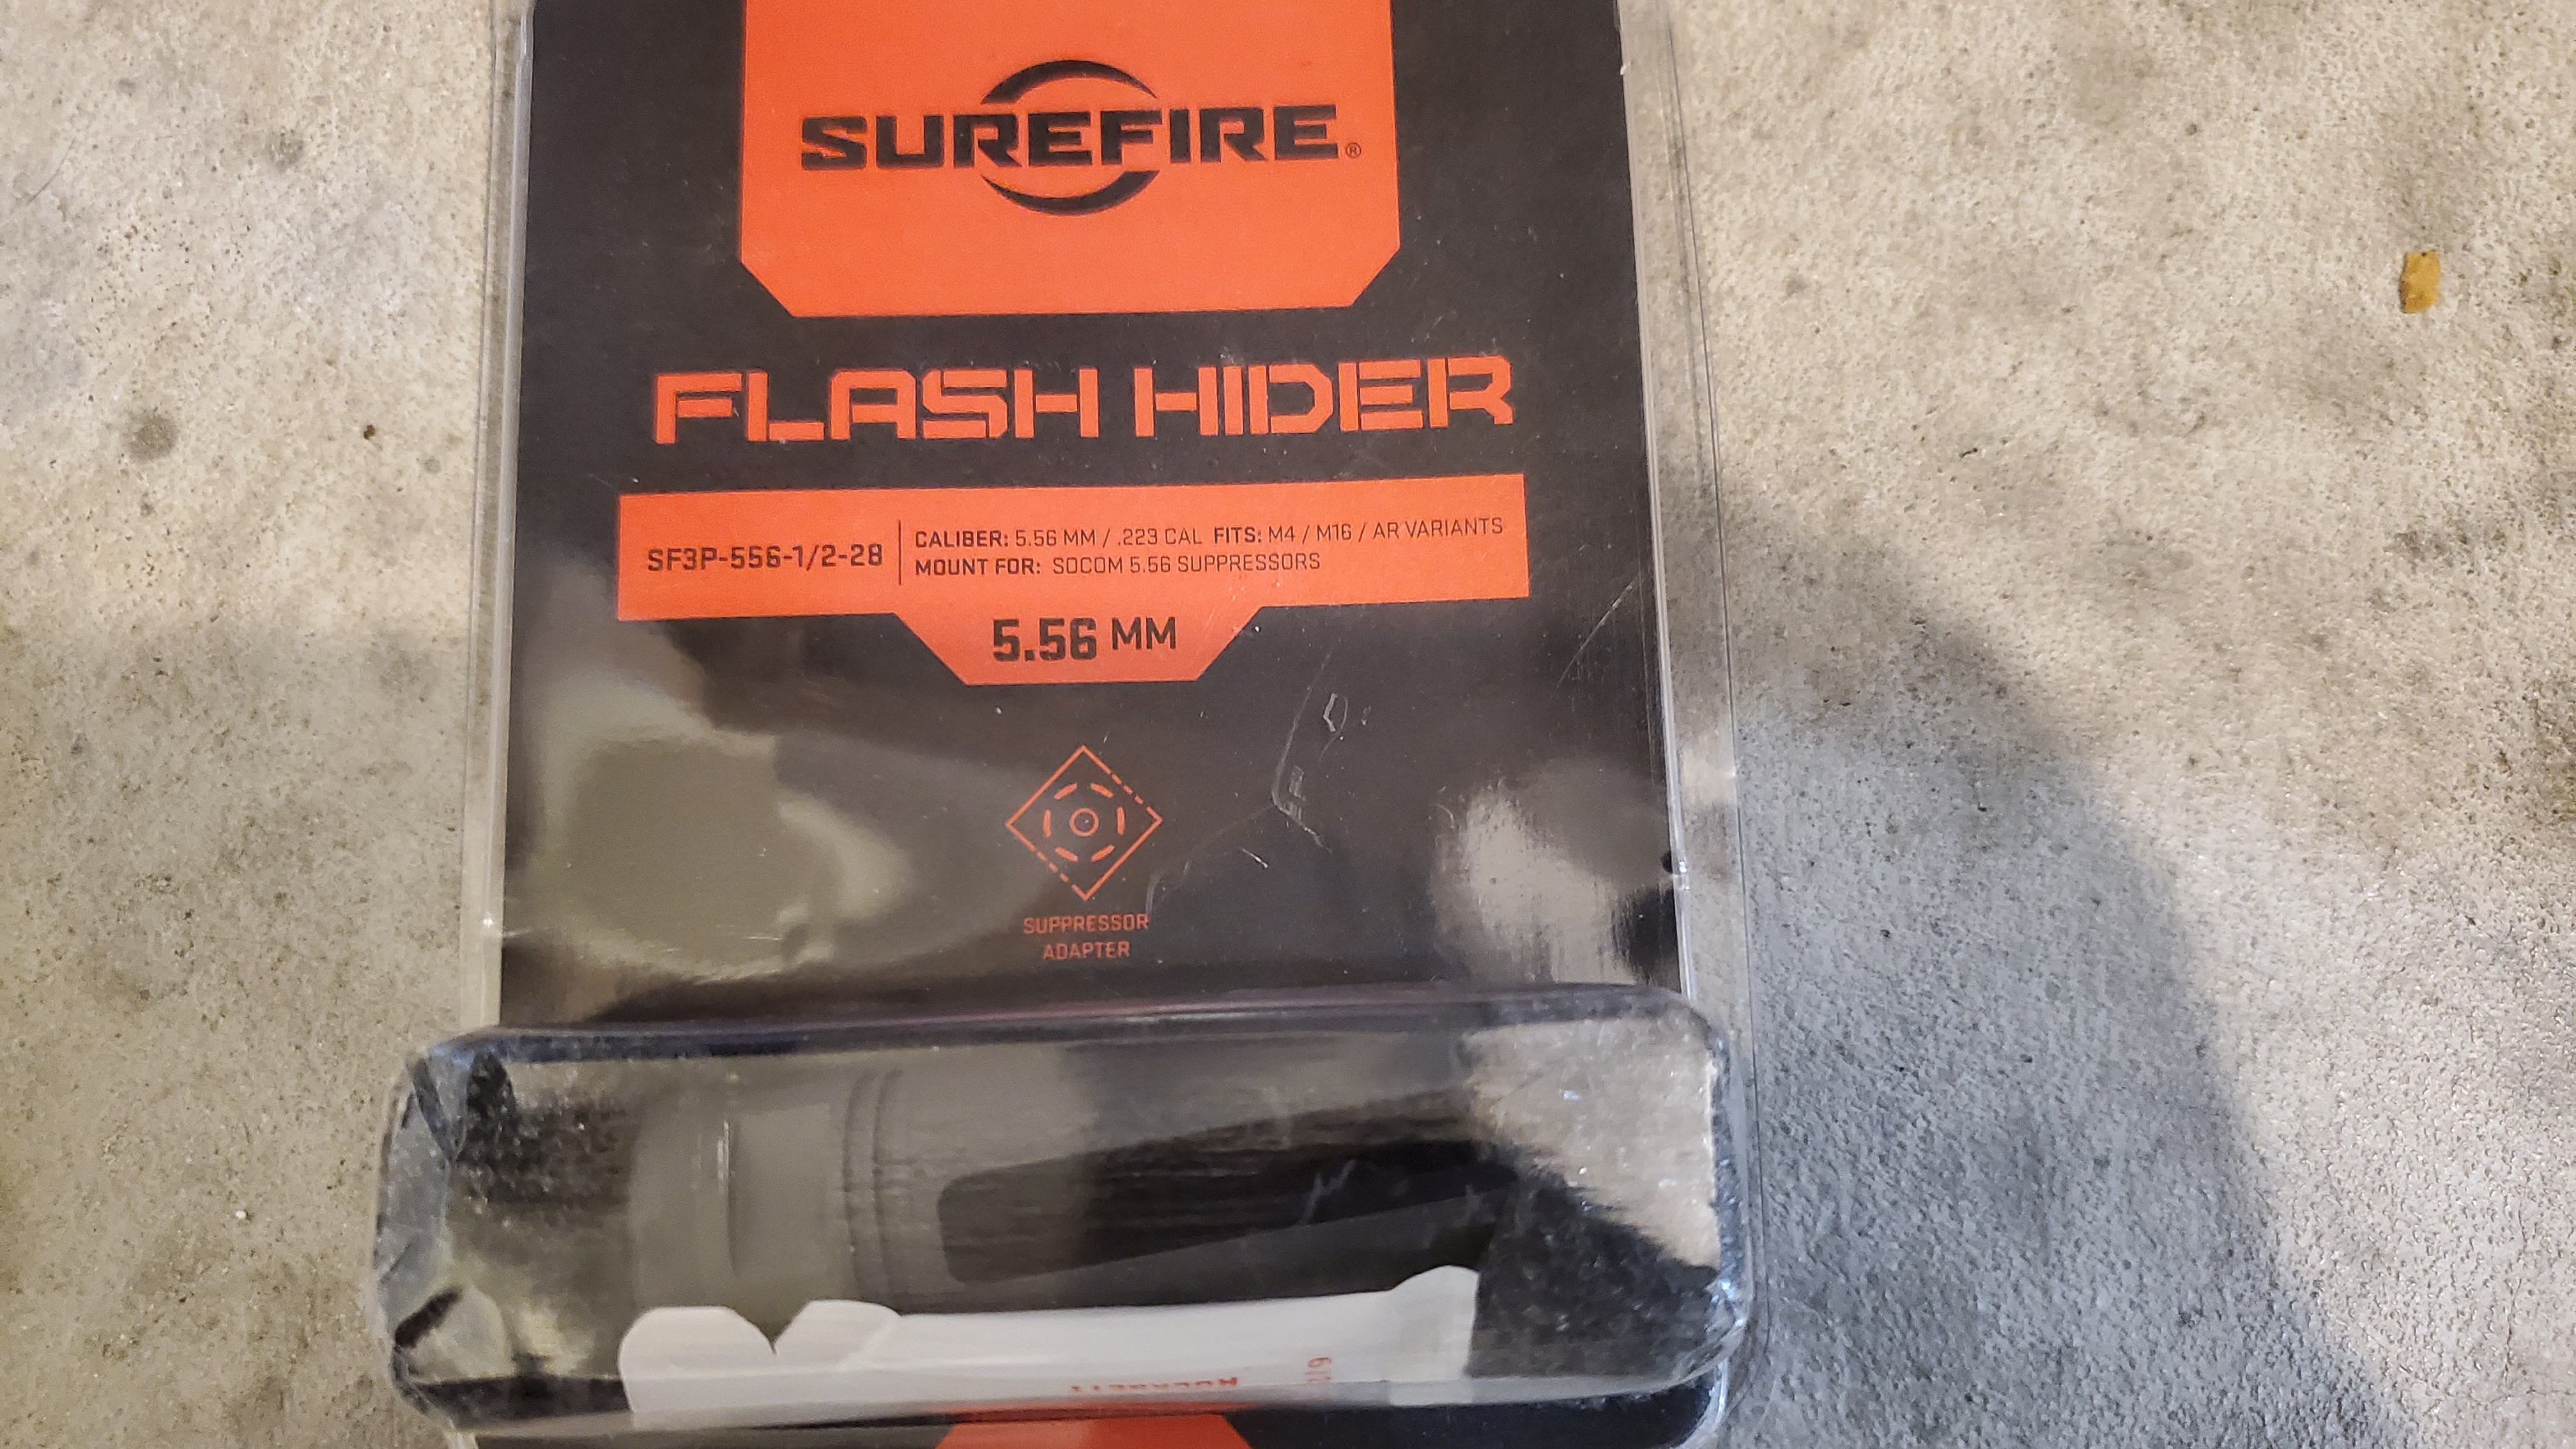 SUREFIRE®
FLASH HIDER
SF3P-556-1/2-28
CALIBER: 5.56 MM / .223 CAL FITS: M4 / M16 / AR VARIANTS
MOUNT FOR: SOCOM 5.56 SUPPRESSORS
5.56 MM
SUPPRESSOR
ADAPTER